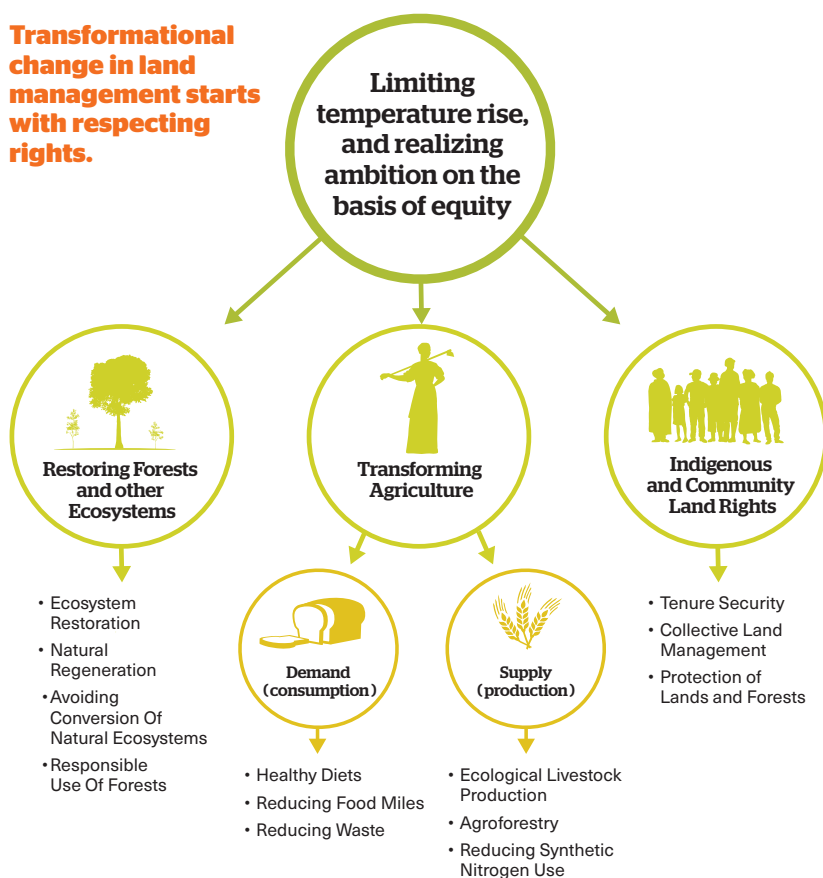 Transformational
change in land
management starts
with respecting
rights.
Limiting
temperature rise,
and realizing
ambition on the
basis of equity
Restoring Forests
and other
Ecosystems
Transforming
Agriculture
Indigenous
and Community
Land Rights
• Ecosystem
Restoration
• Natural
Regeneration
• Avoiding
Conversion Of
Natural Ecosystems
• Responsible
Use Of Forests
Demand
(consumption)
• Healthy Diets
• Reducing Food Miles
• Reducing Waste
Supply
(production)
• Ecological Livestock
Production
• Agroforestry
• Reducing Synthetic
Nitrogen Use
• Tenure Security
• Collective Land
Management
• Protection of
Lands and Forests